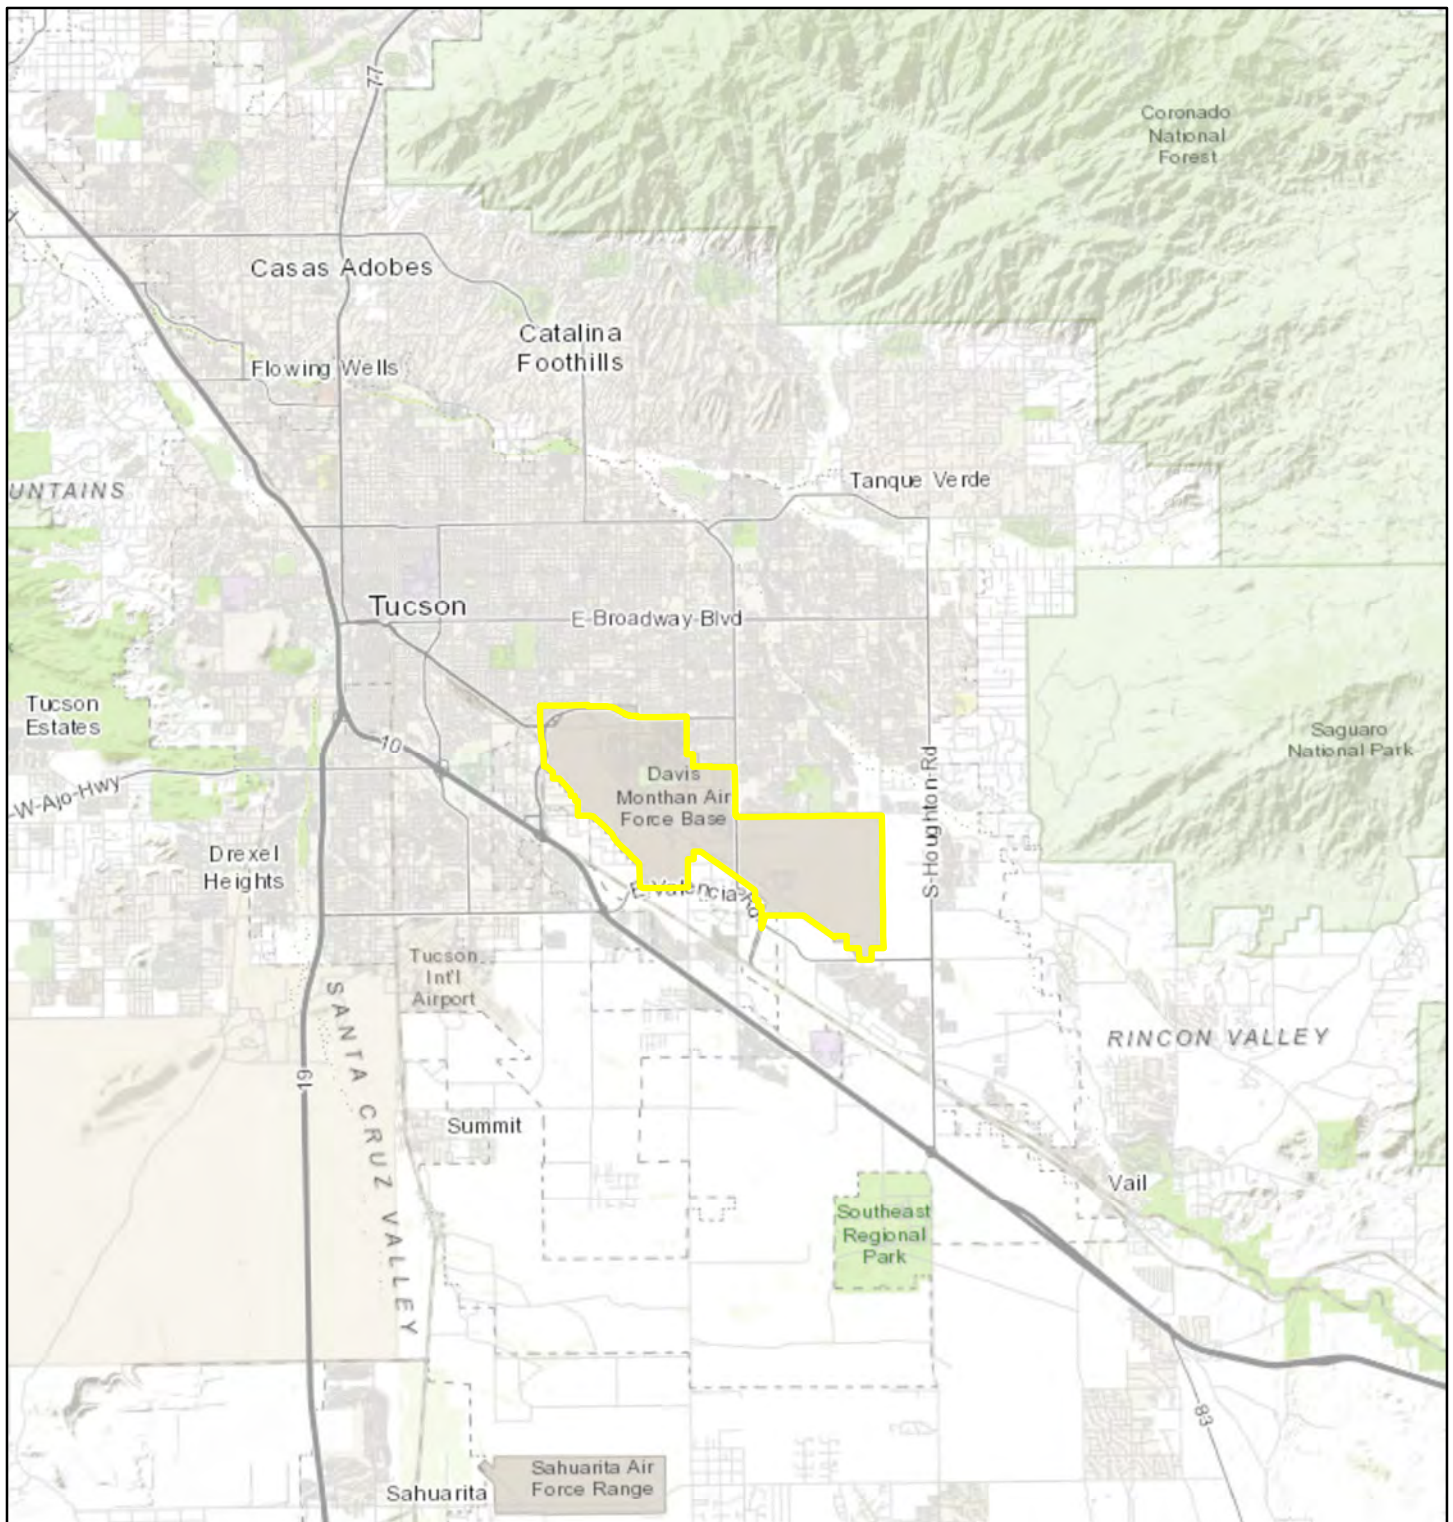 77
Coronado
National
Forest
Casas Adobes
Catalina
Foothills
Flowing Wells
Tanque Verde
UNTAINS
Tucson
E-Broadway-Blvd
Tucson
Estates
10
Saguaro
National Park
W-Ajo-Hwy
Davis
Monthan Air
Force Base
S-Houghton-Rd
Drexel
Heights
E-Valencia-Rd
Tucson
Int'l
Airport
SANTA CRUZ VALLEY
RINCON VALLEY
19
Summit
Vail
Southeast
Regional
Park
83
Sahuarita Air
Force Range
Sahuarita